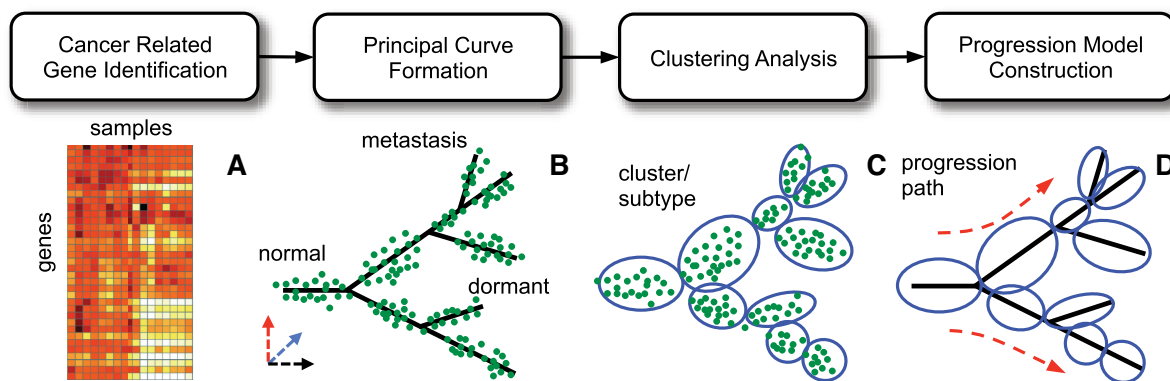 Cancer Related
Gene Identification
Principal Curve
Formation
Clustering Analysis
Progression Model
Construction
samples
genes
A
metastasis
normal
dormant
B
cluster/
subtype
C
progression
path
D